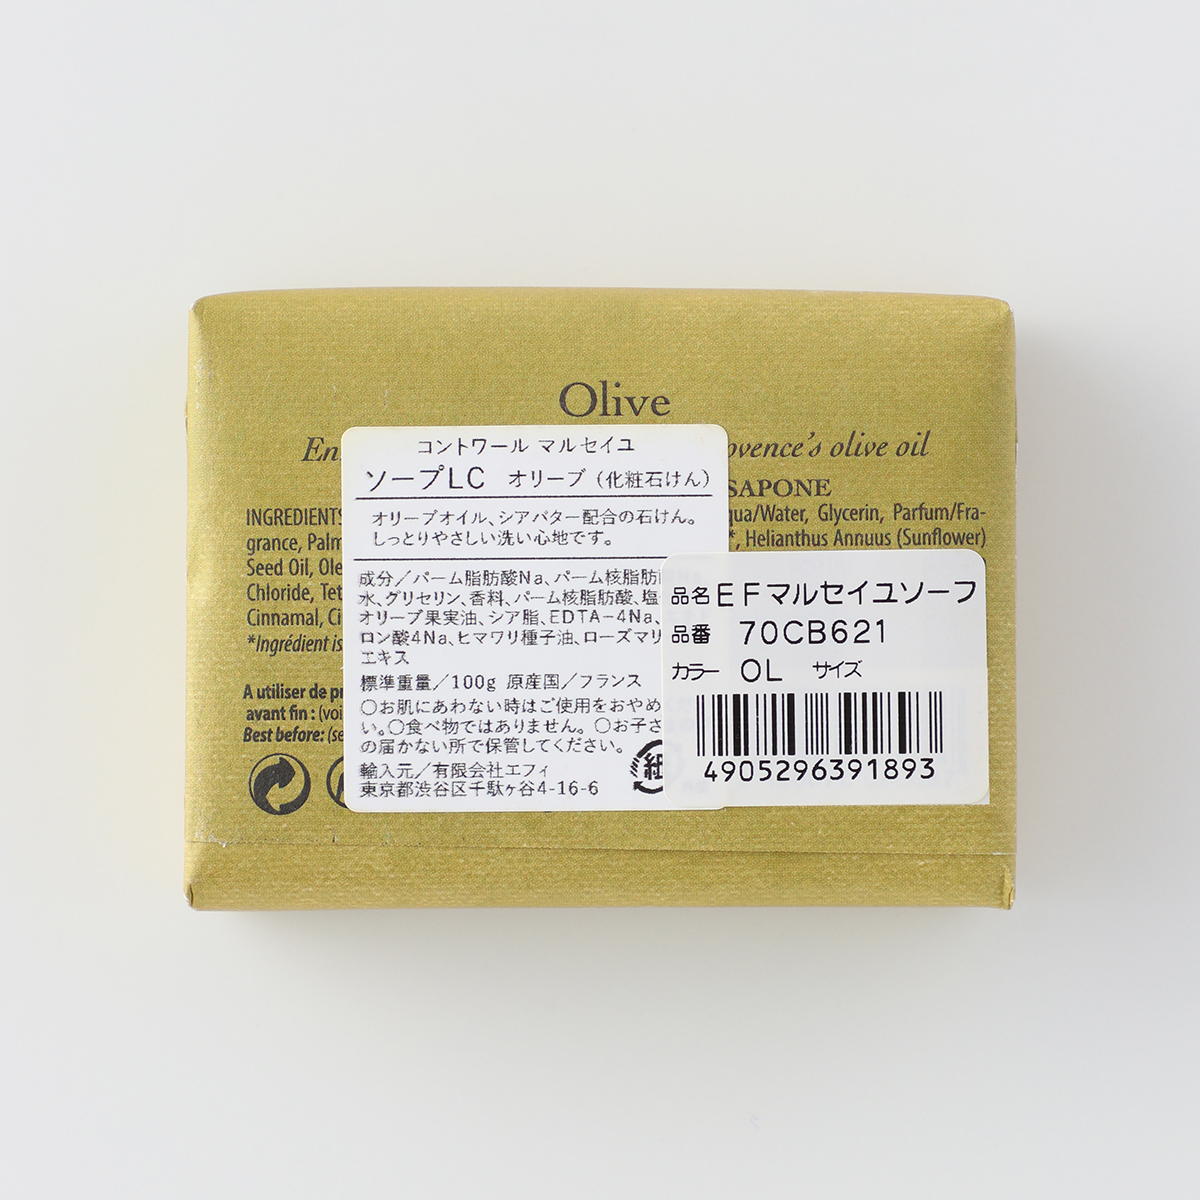 Olive
ovence's olive oil
SAPONE
INGREDIENTS
qua/Water, Glycerin, Parfum/Fra-
grance, Palm
Helianthus Annuus (Sunflower)
Seed Oil, Ole
Chloride, Tet
Cinnamal, Ci
*Ingrédient is
A utiliser de pr
avant fin : (voi
Best before: (se
コントワール マルセイユ
ソープLC オリーブ(化粧石けん)
オリーブオイル、シアバター配合の石けん。
しっとりやさしい洗い心地です。
成分/パーム脂肪酸Na、パーム核脂肪酸
水、グリセリン、香料、パーム核脂肪酸、塩
オリーブ果実油、シア脂、EDTA-4Na、
ロン酸4Na、ヒマワリ種子油、ローズマリ
エキス
標準重量/100g 原産国/フランス
○お肌にあわない時はご使用をおやめ
い。○食べ物ではありません。○お子さ
の届かない所で保管してください。
輸入元/有限会社エフィ
東京都渋谷区千駄ヶ谷4-16-6
紙
品名 EFマルセイユソーフ
品番 70CB621
カラー OL サイズ
4905296391893